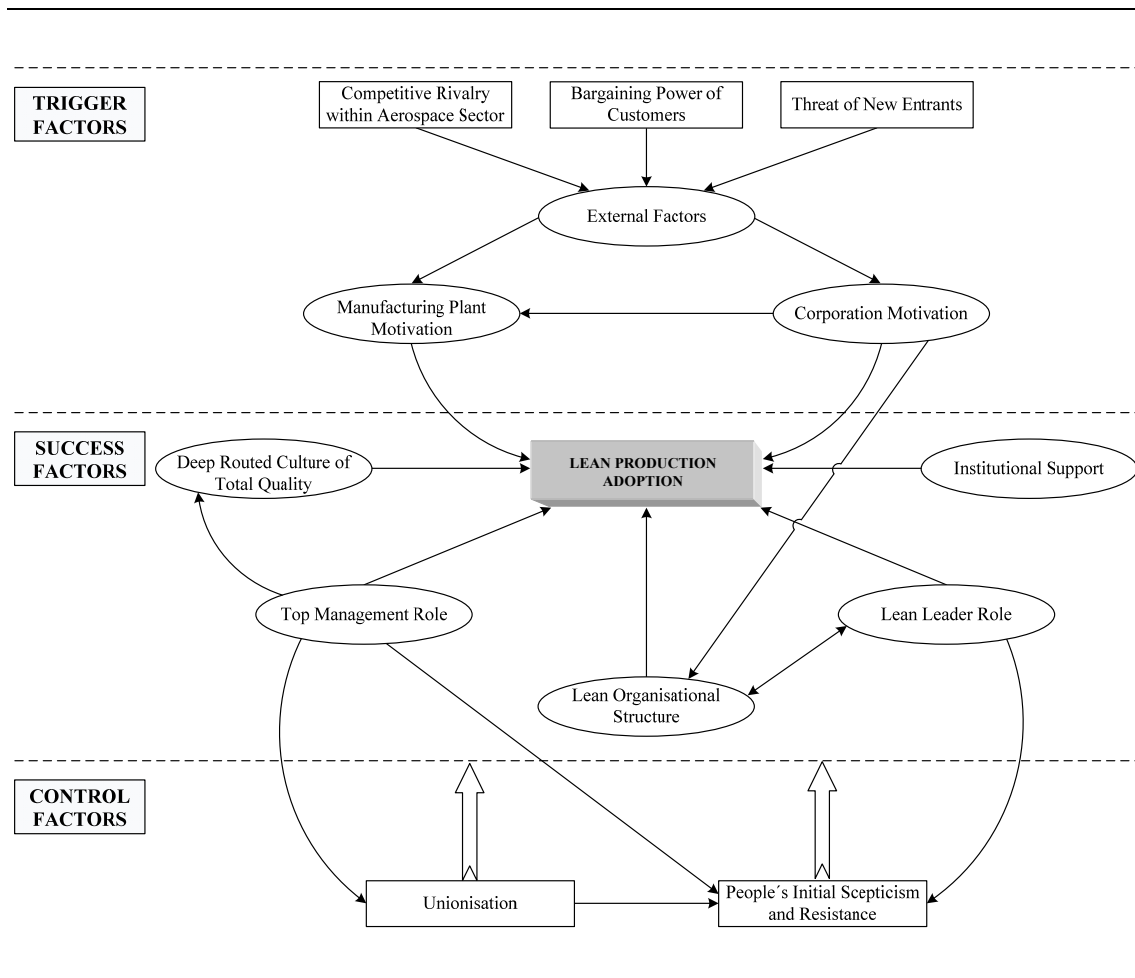 TRIGGER
FACTORS
Competitive Rivalry
within Aerospace Sector
Bargaining Power of
Customers
Threat of New Entrants
External Factors
Manufacturing Plant
Motivation
Corporation Motivation
SUCCESS
FACTORS
Deep Routed Culture of
Total Quality
LEAN PRODUCTION
ADOPTION
Institutional Support
Top Management Role
Lean Leader Role
Lean Organisational
Structure
CONTROL
FACTORS
Unionisation
People´s Initial Scepticism
and Resistance